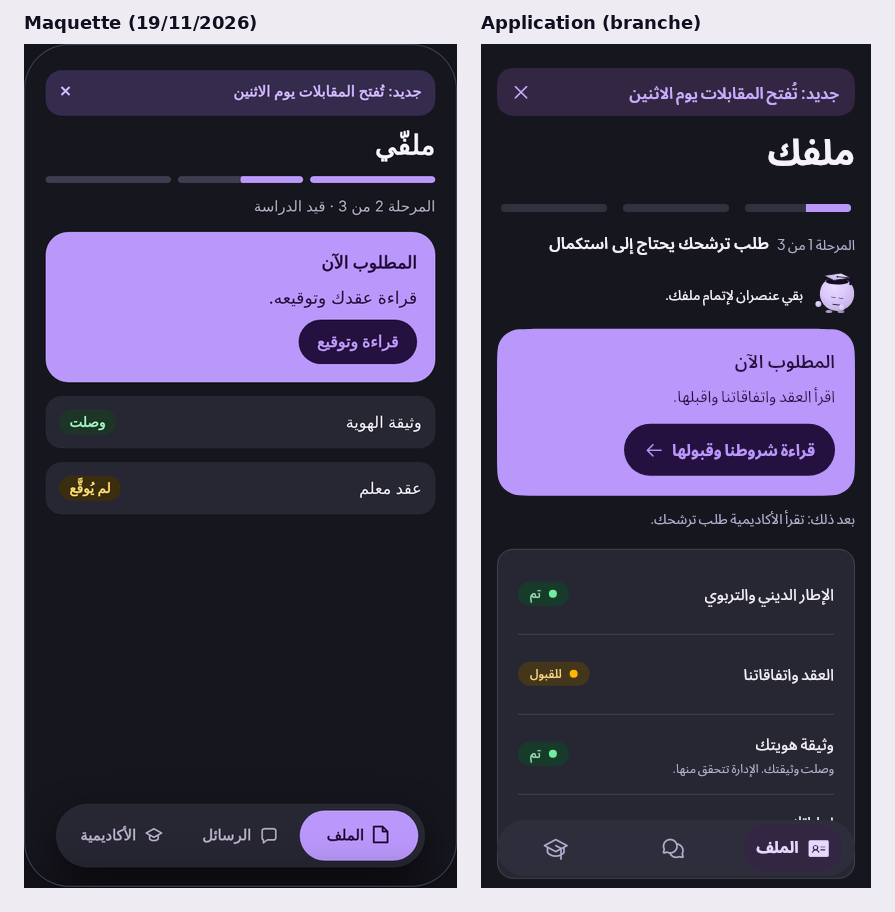 Maquette (19/11/2026)
جديد: تُفتح المقابلات يوم الاثنين ×
ملفّي
المرحلة 2 من 3 · قيد الدراسة
المطلوب الآن
قراءة عقدك وتوقيعه.
قراءة وتوقيع
وثيقة الهوية وصلت
عقد معلم لم يُوقَّع
الملف الرسائل الأكاديمية
Application (branche)
جديد: تُفتح المقابلات يوم الاثنين
ملفك
المرحلة 1 من 3 طلب ترشحك يحتاج إلى استكمال
بقي عنصران لإتمام ملفك.
المطلوب الآن
اقرأ العقد واتفاقاتنا واقبلها.
قراءة شروطنا وقبولها ←
بعد ذلك: تقرأ الأكاديمية طلب ترشحك.
الإطار الديني والتربوي تم
العقد واتفاقاتنا للقبول
وثيقة هويتك تم
وصلت وثيقتك. الإدارة تتحقق منها.
الملف